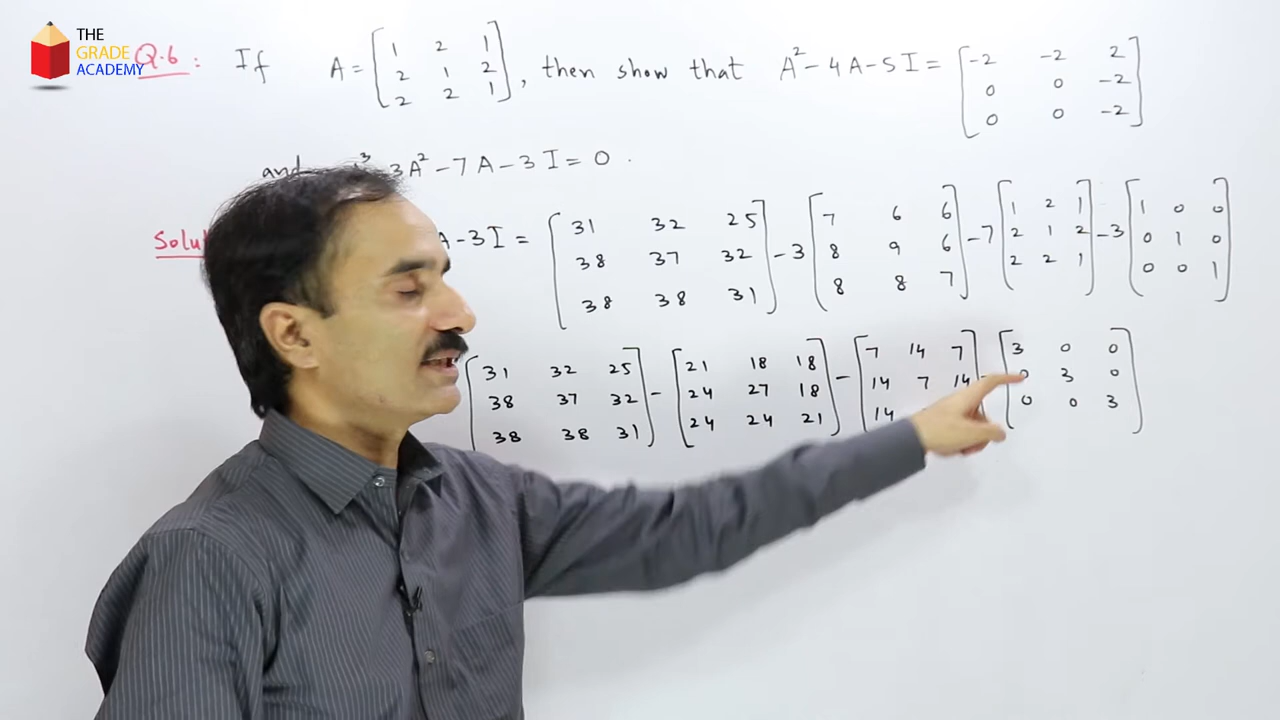 THE
GRADE
ACADEMY
Q.6 : If A = [1 2 1 , then show that A² - 4A - 5I = [-2 -2 2
2 1 2 0 0 -2
2 2 1] 0 0 -2]
and ³ 3A² - 7A - 3I = 0 .
A - 3I = [31 32 25 - 3 [7 6 6 - 7 [1 2 1 - 3 [1 0 0
38 37 32 8 9 6 2 1 2 0 1 0
38 38 31] 8 8 7] 2 2 1] 0 0 1]
[31 32 25 - [21 18 18 - [7 14 7 [3 0 0
38 37 32 24 27 18 14 7 14 3 0
38 38 31] 24 24 21] 14 0 0 3]